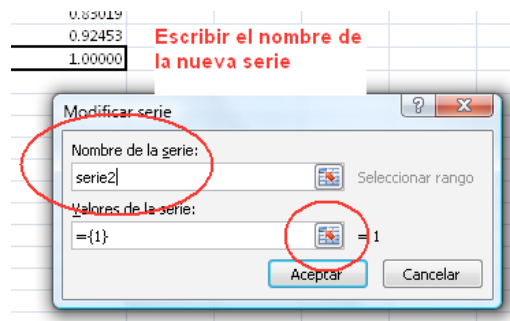 0.83019
0.92453
1.00000
Escribir el nombre de
la nueva serie
Modificar serie
?
X
Nombre de la serie:
serie2
Seleccionar rango
Valores de la serie:
={1}
= 1
Aceptar
Cancelar